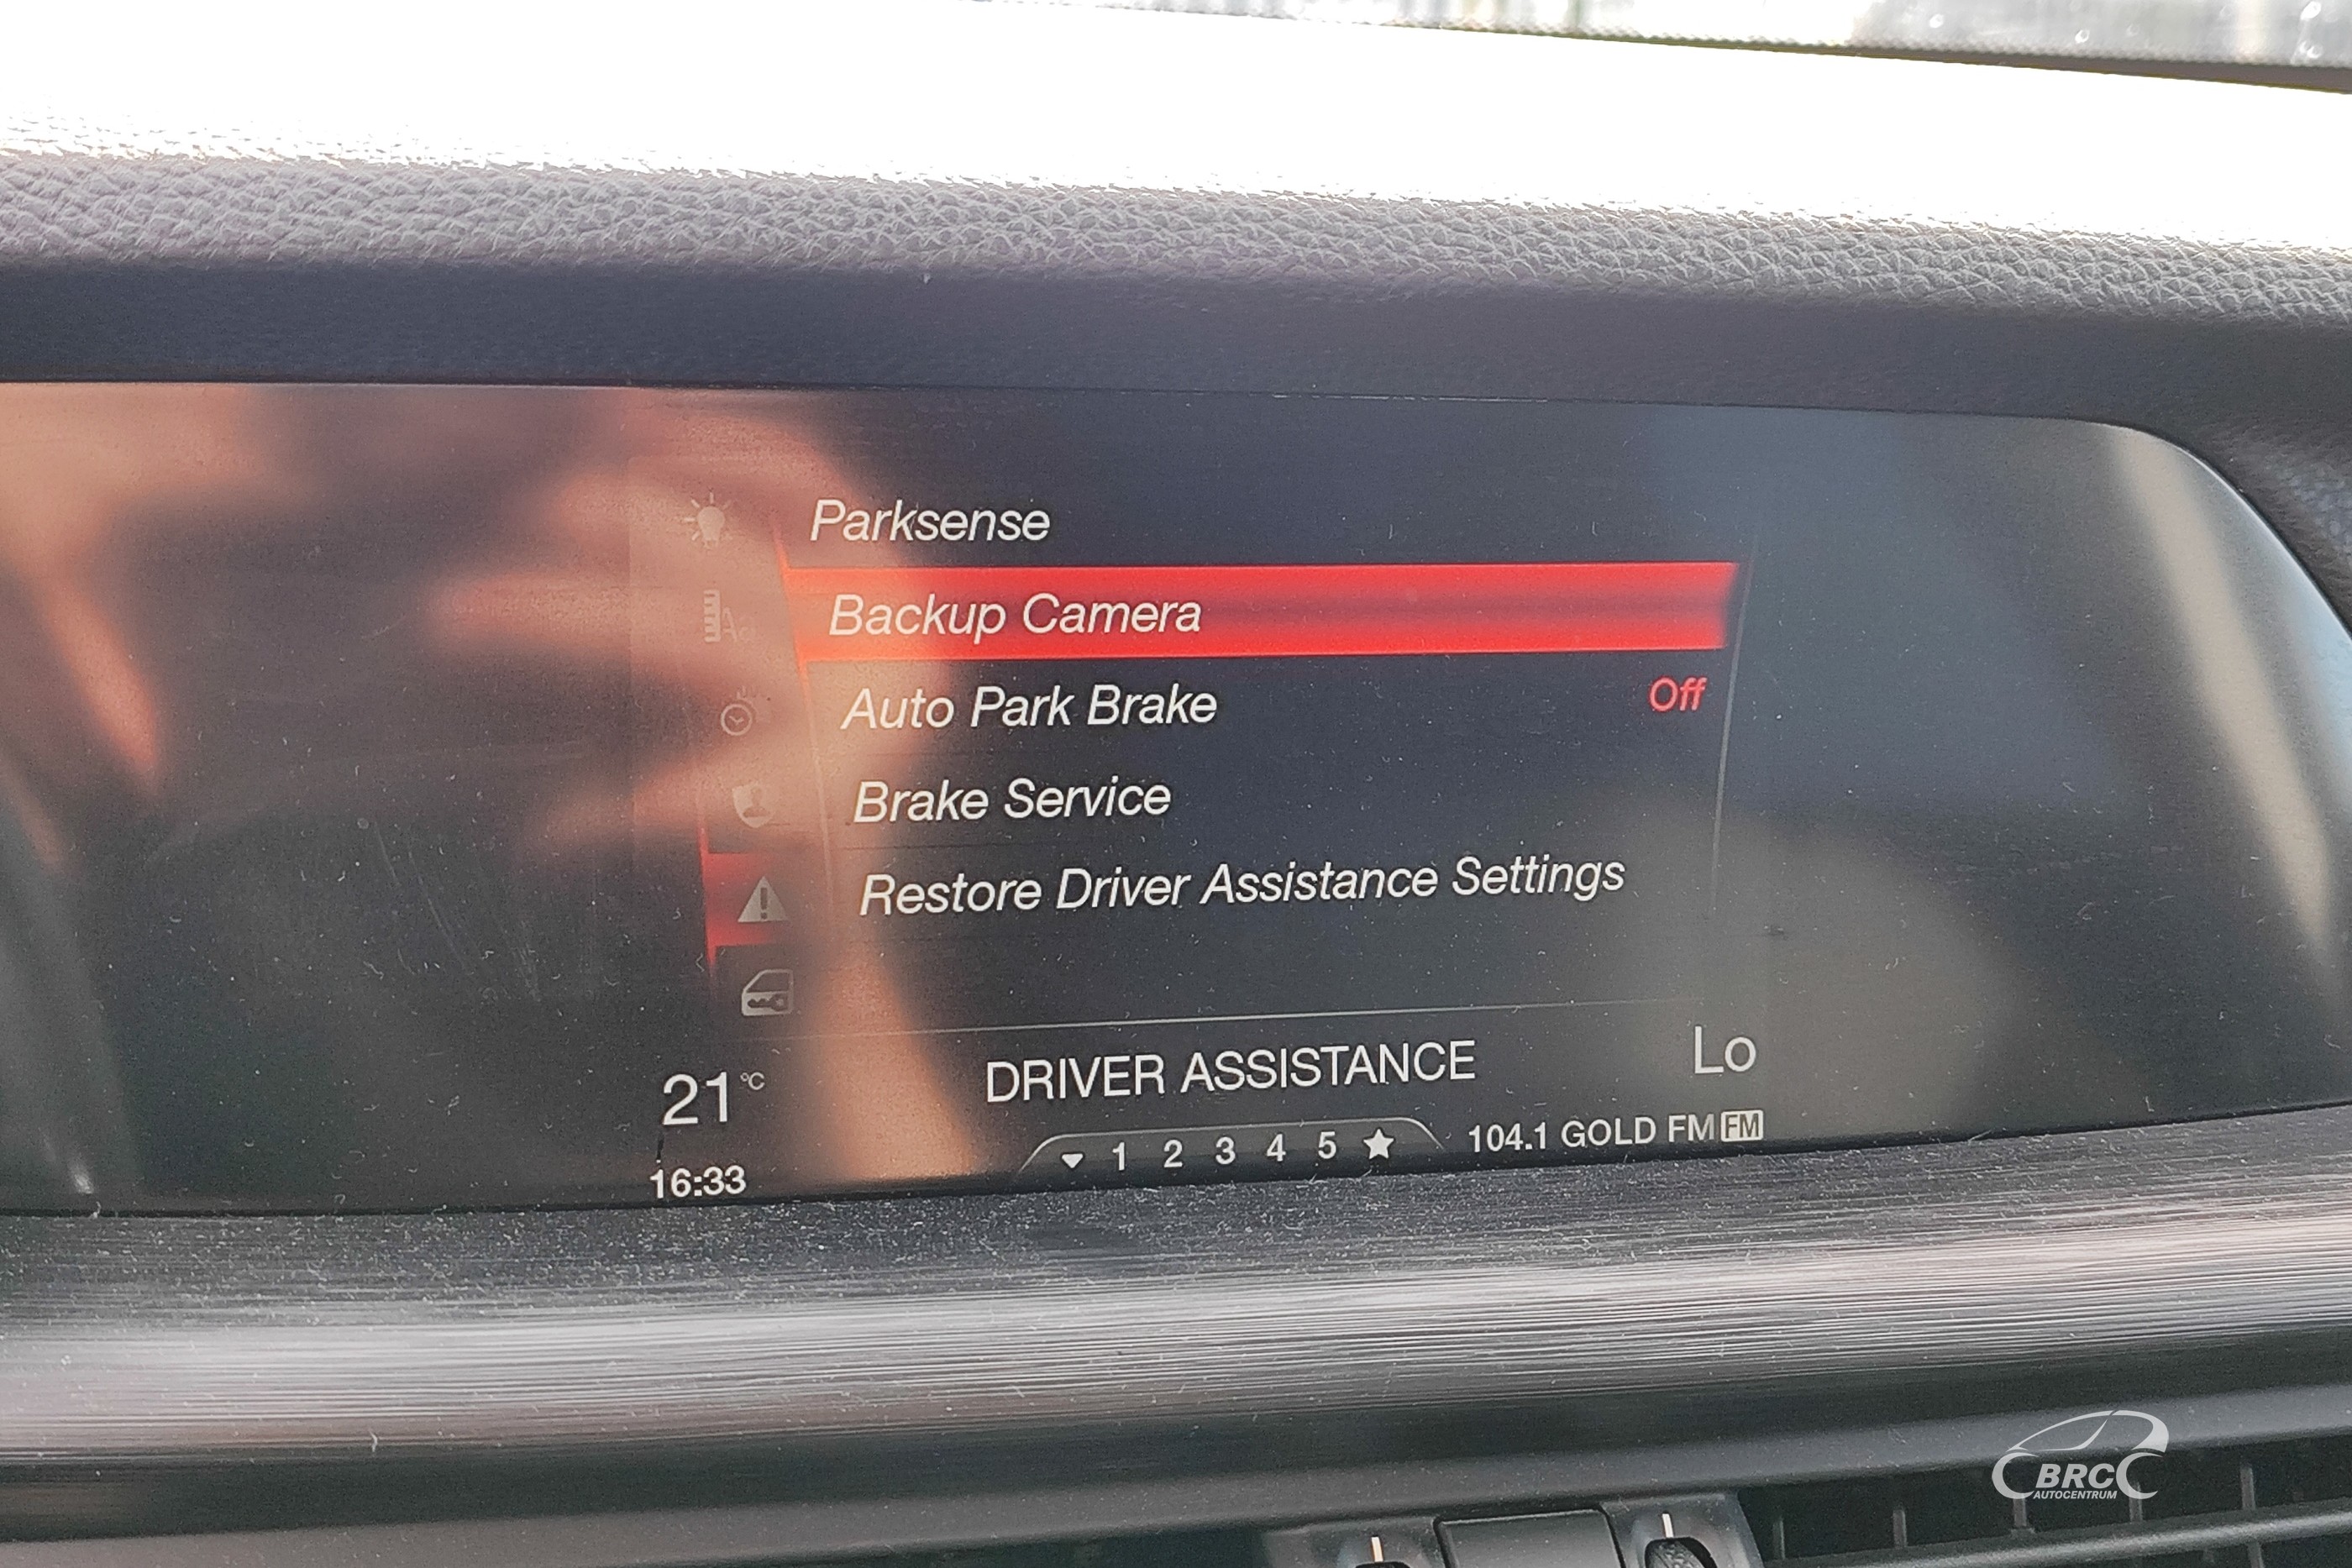 Parksense
Backup Camera
Auto Park Brake Off
Brake Service
Restore Driver Assistance Settings
21°C DRIVER ASSISTANCE Lo
16:33 1 2 3 4 5 104.1 GOLD FM FM
BRC
AUTOCENTRUM